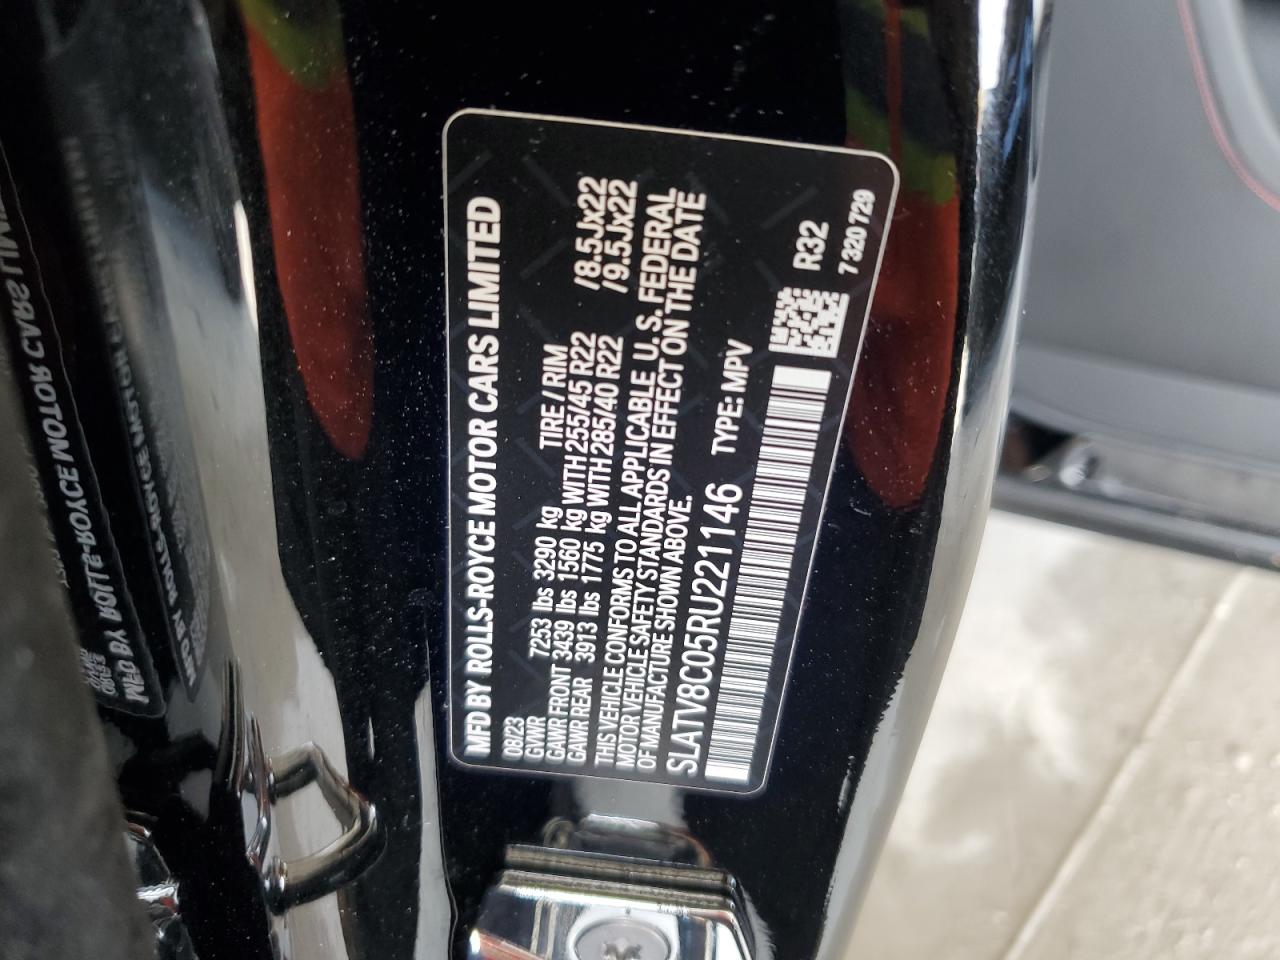 MFD BY ROLLS-ROYCE MOTOR CARS LIMITED
08/23
GVWR 7253 lbs 3290 kg TIRE / RIM
GAWR FRONT 3439 lbs 1560 kg WITH 255/45 R22 /8.5Jx22
GAWR REAR 3913 lbs 1775 kg WITH 285/40 R22 /9.5Jx22
THIS VEHICLE CONFORMS TO ALL APPLICABLE U. S. FEDERAL
MOTOR VEHICLE SAFETY STANDARDS IN EFFECT ON THE DATE
OF MANUFACTURE SHOWN ABOVE.
SLATV8C05RU221146 TYPE: MPV
R32
7 320 729